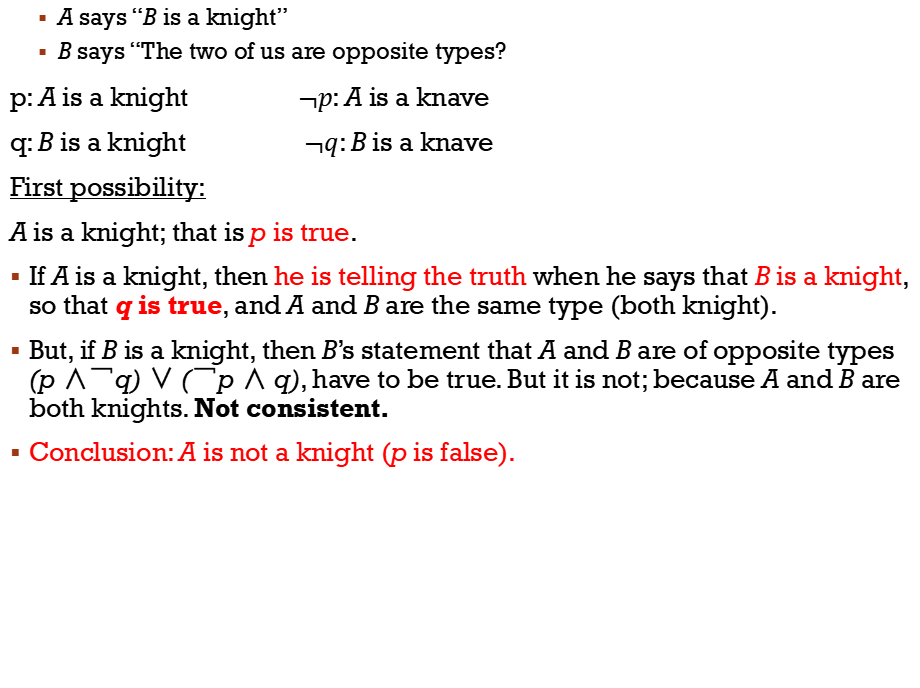 ▪ A says “B is a knight”
▪ B says “The two of us are opposite types?
p: A is a knight ¬p: A is a knave
q: B is a knight ¬q: B is a knave
First possibility:
A is a knight; that is p is true.
▪ If A is a knight, then he is telling the truth when he says that B is a knight,
so that q is true, and A and B are the same type (both knight).
▪ But, if B is a knight, then B’s statement that A and B are of opposite types
(p ∧ ¬q) ∨ (¬p ∧ q), have to be true. But it is not; because A and B are
both knights. Not consistent.
▪ Conclusion: A is not a knight (p is false).